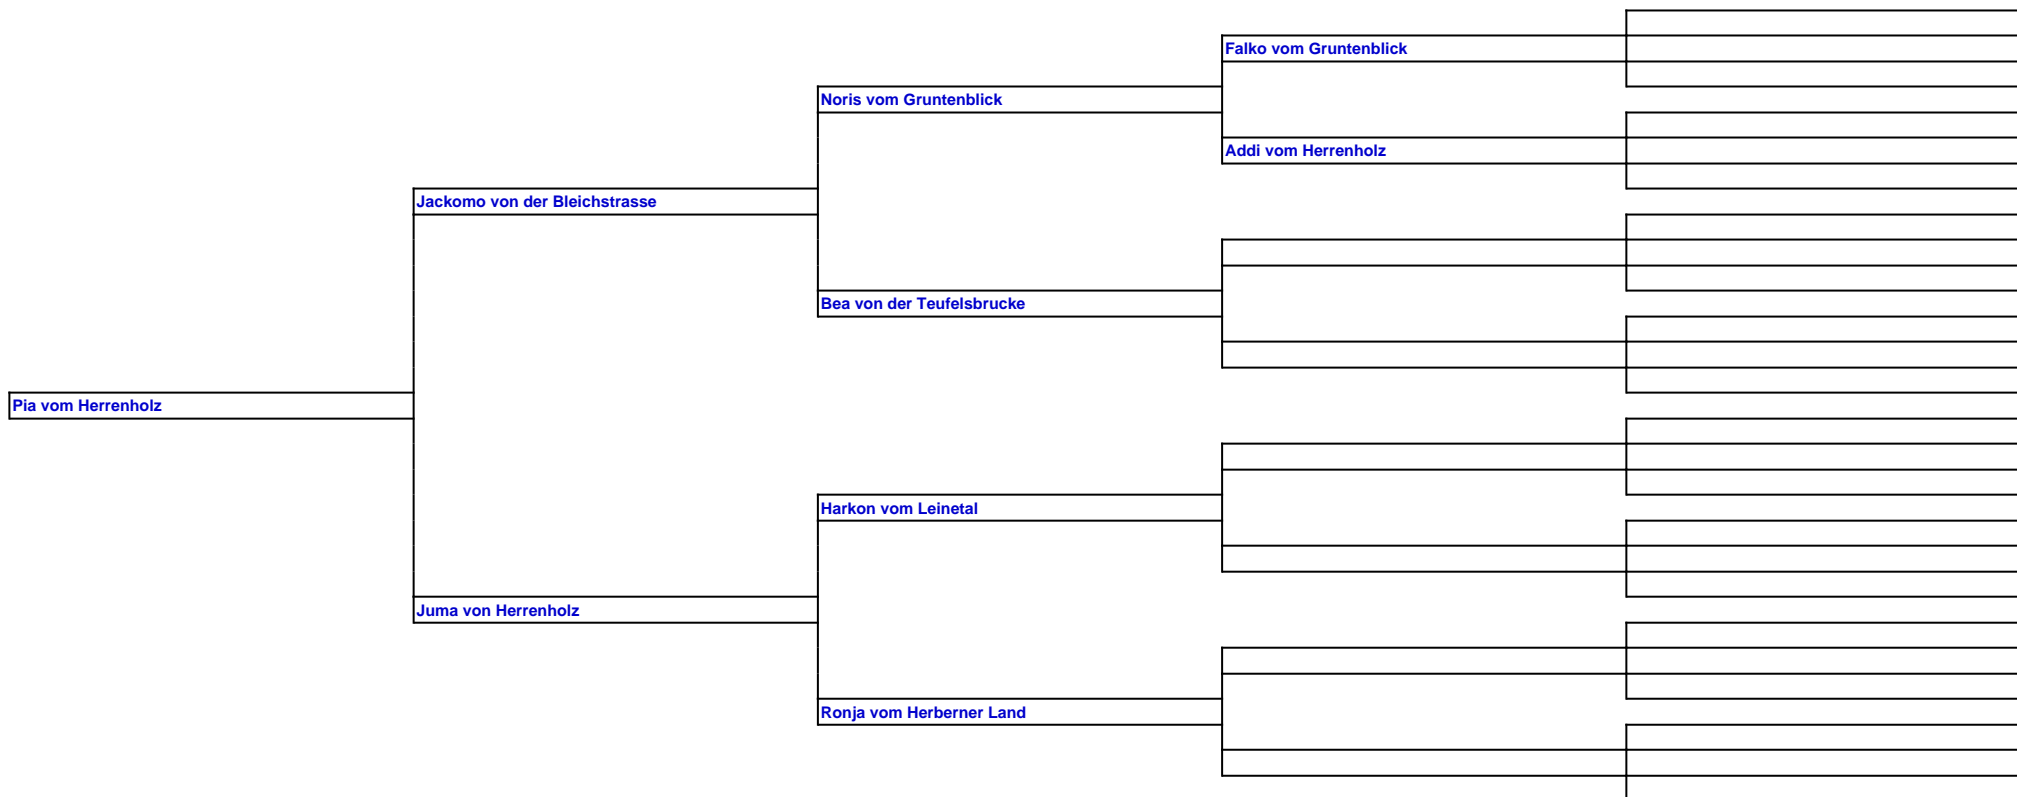 Falko vom Gruntenblick
Noris vom Gruntenblick
Addi vom Herrenholz
Jackomo von der Bleichstrasse
Bea von der Teufelsbrucke
Pia vom Herrenholz
Harkon vom Leinetal
Juma von Herrenholz
Ronja vom Herberner Land